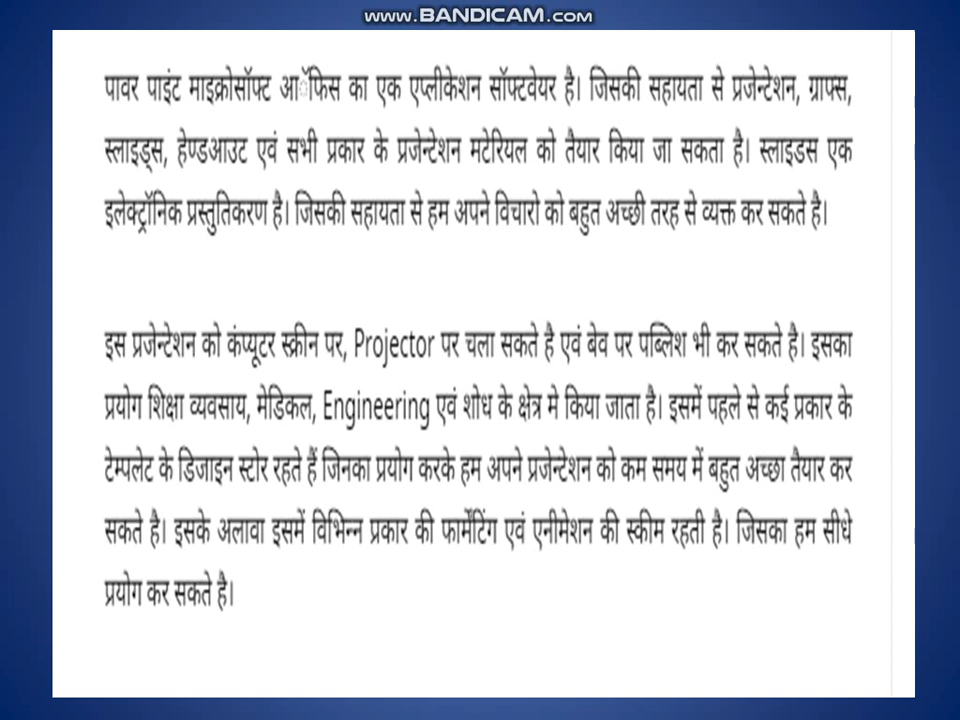 www.BANDICAM.com
पावर पाइंट माइक्रोसॉफ्ट आॅफिस का एक एप्लीकेशन सॉफ्टवेयर है। जिसकी सहायता से प्रजेन्टेशन, ग्राफ्स,
स्लाइड्स, हेण्डआउट एवं सभी प्रकार के प्रजेन्टेशन मटेरियल को तैयार किया जा सकता है। स्लाइडस एक
इलेक्ट्रॉनिक प्रस्तुतिकरण है। जिसकी सहायता से हम अपने विचारो को बहुत अच्छी तरह से व्यक्त कर सकते है।
इस प्रजेन्टेशन को कंप्यूटर स्क्रीन पर, Projector पर चला सकते है एवं बेव पर पब्लिश भी कर सकते है। इसका
प्रयोग शिक्षा व्यवसाय, मेडिकल, Engineering एवं शोध के क्षेत्र मे किया जाता है। इसमें पहले से कई प्रकार के
टेम्पलेट के डिजाइन स्टोर रहते हैं जिनका प्रयोग करके हम अपने प्रजेन्टेशन को कम समय में बहुत अच्छा तैयार कर
सकते है। इसके अलावा इसमें विभिन्न प्रकार की फार्मेटिंग एवं एनीमेशन की स्कीम रहती है। जिसका हम सीधे
प्रयोग कर सकते है।